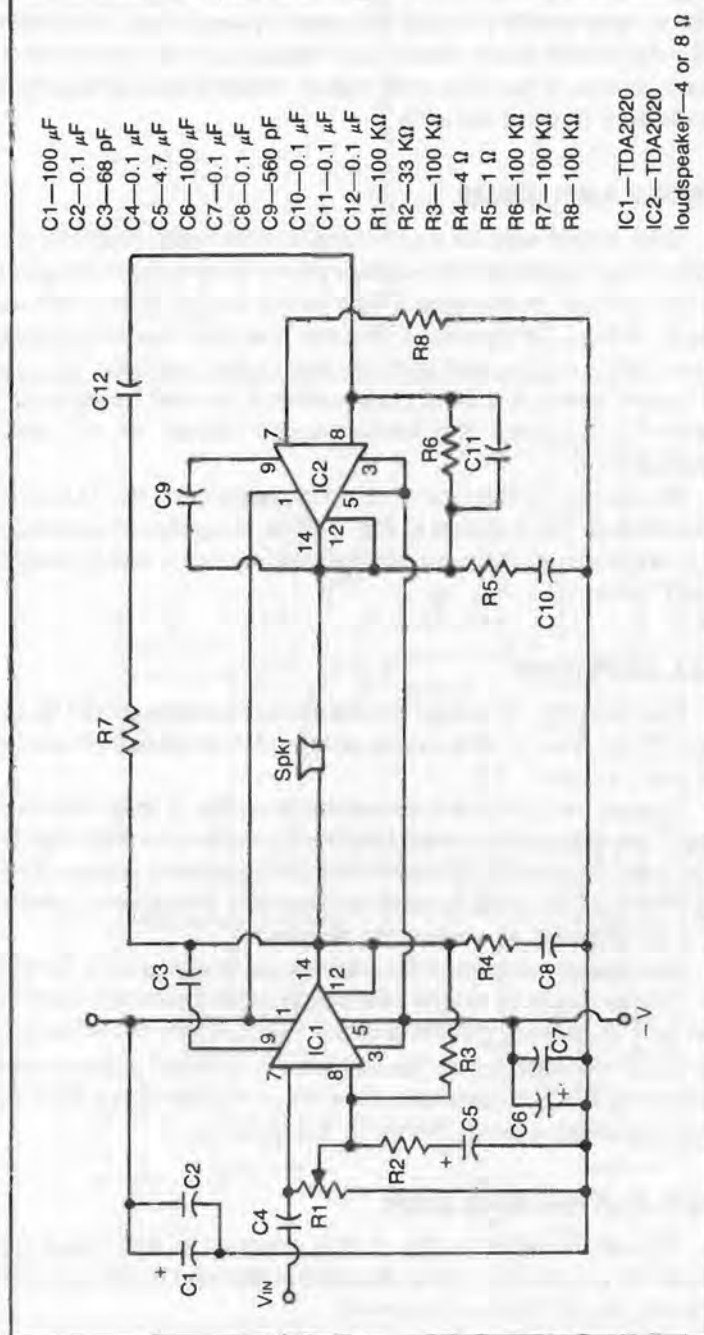 C1—100 µF
C2—0.1 µF
C3—68 pF
C4—0.1 µF
C5—4.7 µF
C6—100 µF
C7—0.1 µF
C8—0.1 µF
C9—560 pF
C10—0.1 µF
C11—0.1 µF
C12—0.1 µF
R1—100 KΩ
R2—33 KΩ
R3—100 KΩ
R4—4 Ω
R5—1 Ω
R6—100 KΩ
R7—100 KΩ
R8—100 KΩ
IC1—TDA2020
IC2—TDA2020
loudspeaker—4 or 8 Ω
C12
R7
C9
9
7
14
IC2
8
12
5
3
R8
R6
C11
R5
C10
Spkr
C3
9
1
14
7
IC1
12
8
5
3
R4
C8
R3
C1
+
C2
C4
VIN
R1
R2
+
C5
C6
+
C7
−V